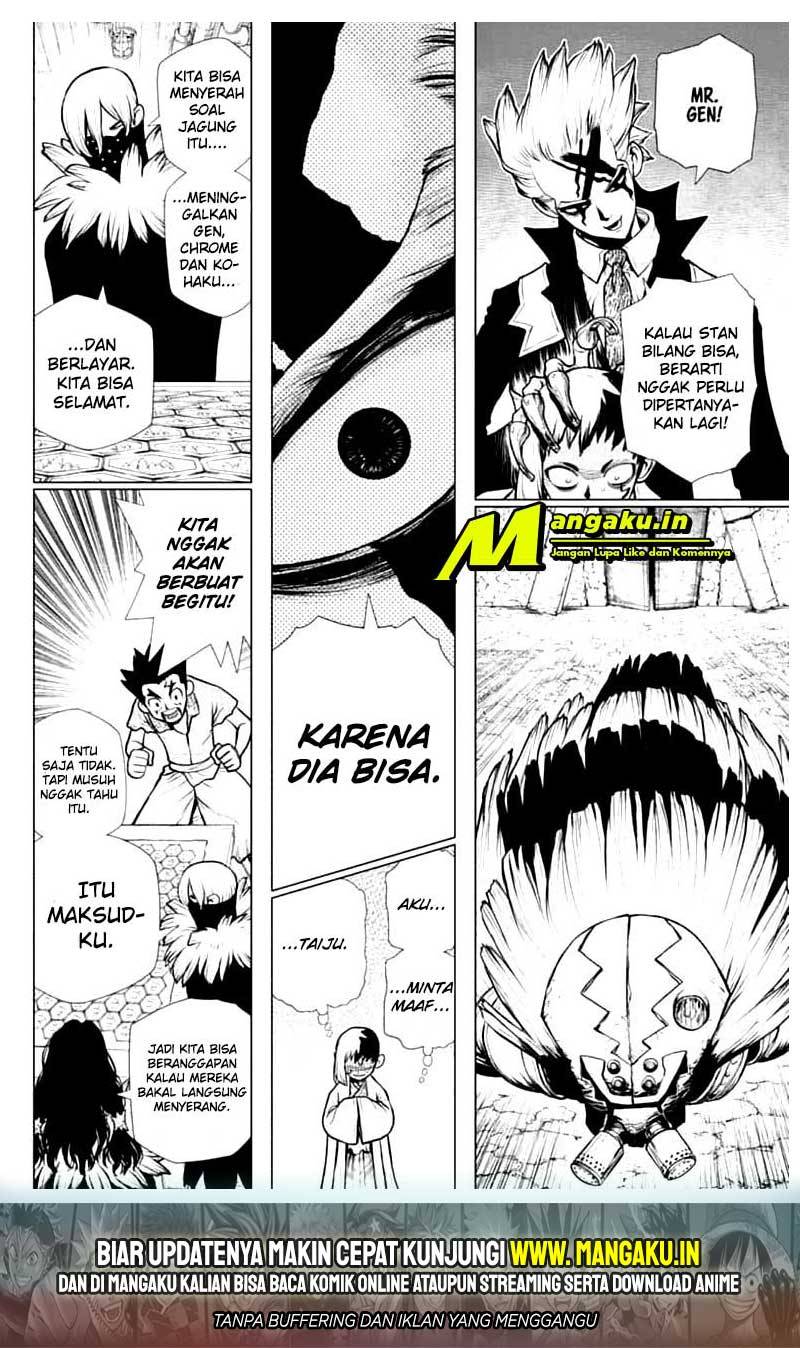 MR.
GEN!
KALAU STAN
BILANG BISA,
BERARTI
NGGAK PERLU
DIPERTANYA-
KAN LAGI!
Mangaku.in
Jangan Lupa Like dan Komennya
KARENA
DIA BISA.
AKU...
...MINTA
MAAF...
...TAIJU.
KITA BISA
MENYERAH
SOAL
JAGUNG
ITU....
...MENING-
GALKAN
GEN,
CHROME
DAN KO-
HAKU...
...DAN
BERLAYAR.
KITA BISA
SELAMAT.
KITA
NGGAK
AKAN
BERBUAT
BEGITU!
TENTU
SAJA TIDAK.
TAPI MUSUH
NGGAK TAHU
ITU.
ITU
MAKSUD-
KU.
JADI KITA BISA
BERANGGAPAN
KALAU MEREKA
BAKAL LANGSUNG
MENYERANG.
BIAR UPDATENYA MAKIN CEPAT KUNJUNGI WWW. MANGAKU.IN
DAN DI MANGAKU KALIAN BISA BACA KOMIK ONLINE ATAUPUN STREAMING SERTA DOWNLOAD ANIME
TANPA BUFFERING DAN IKLAN YANG MENGGANGU